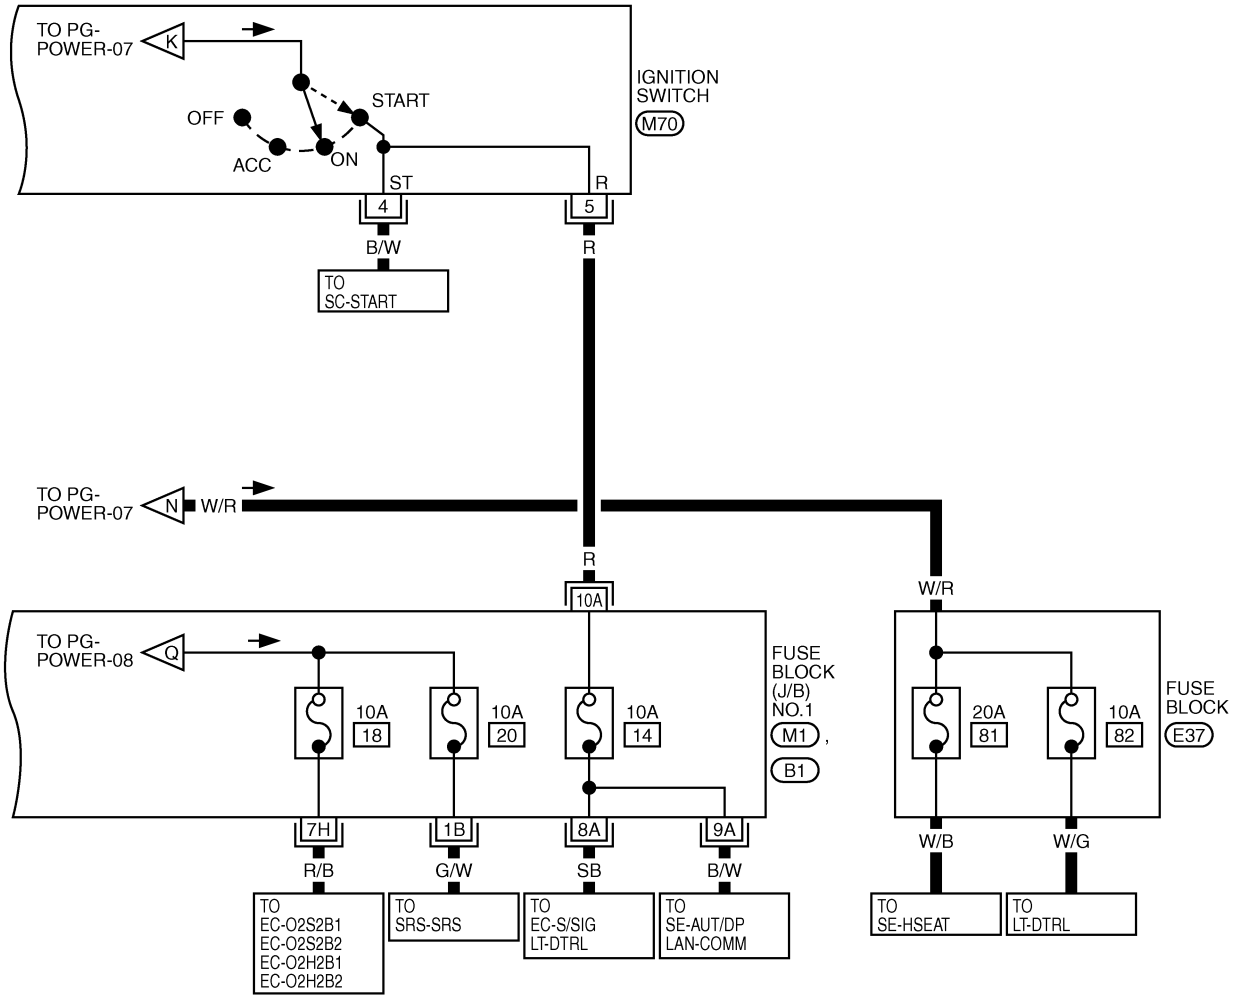 TO PG-
POWER-07
K
START
OFF
ACC
ON
IGNITION
SWITCH
M70
ST
R
4
5
B/W
R
TO
SC-START
TO PG-
POWER-07
N
W/R
R
W/R
10A
TO PG-
POWER-08
Q
10A
18
10A
20
10A
14
FUSE
BLOCK
(J/B)
NO.1
M1 ,
B1
20A
81
10A
82
FUSE
BLOCK
E37
7H
1B
8A
9A
R/B
G/W
SB
B/W
W/B
W/G
TO
EC-O2S2B1
EC-O2S2B2
EC-O2H2B1
EC-O2H2B2
TO
SRS-SRS
TO
EC-S/SIG
LT-DTRL
TO
SE-AUT/DP
LAN-COMM
TO
SE-HSEAT
TO
LT-DTRL